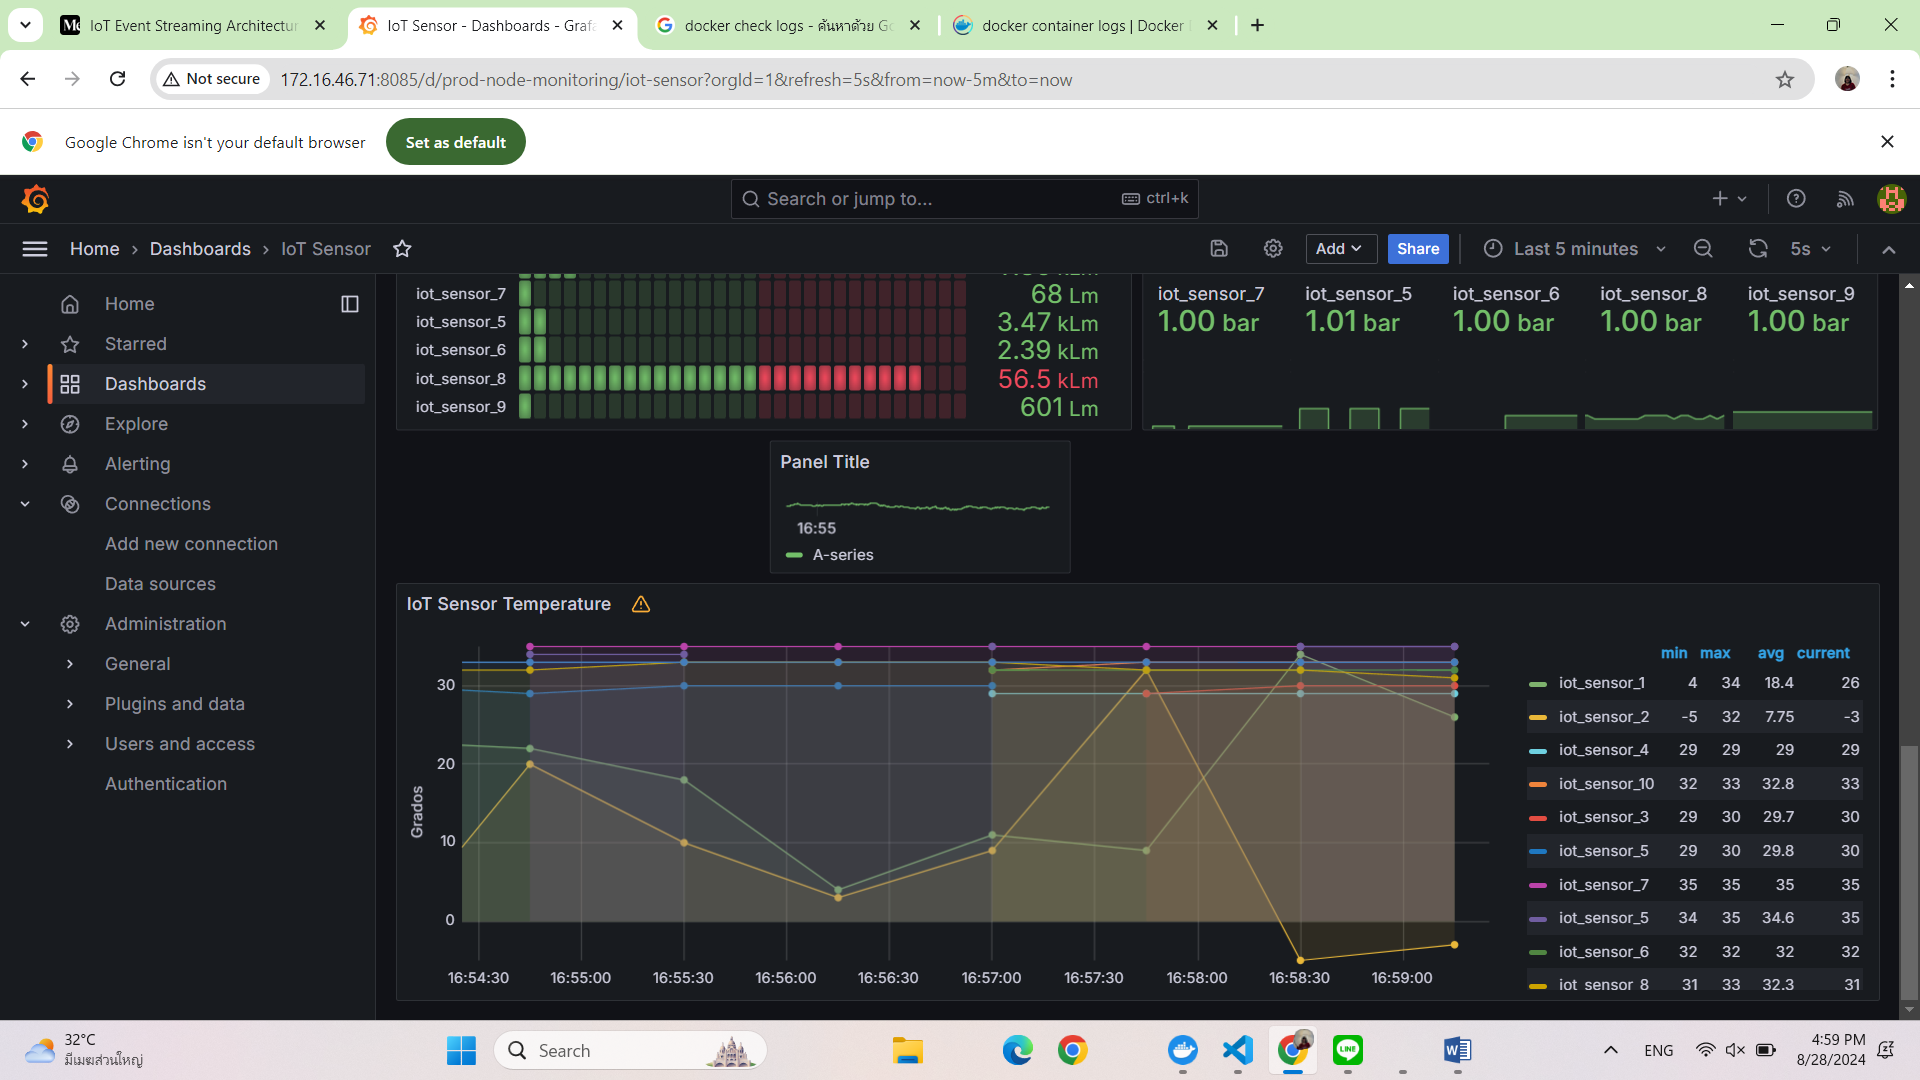 IoT Event Streaming Architectur
IoT Sensor - Dashboards - Grafa
docker check logs - ค้นหาด้วย Go
docker container logs | Docker
Not secure
172.16.46.71:8085/d/prod-node-monitoring/iot-sensor?orgId=1&refresh=5s&from=now-5m&to=now
Google Chrome isn't your default browser
Set as default
Search or jump to...
ctrl+k
Home
Dashboards
IoT Sensor
Add
Share
Last 5 minutes
5s
Home
Starred
Dashboards
Explore
Alerting
Connections
Add new connection
Data sources
Administration
General
Plugins and data
Users and access
Authentication
iot_sensor_7 68 Lm
iot_sensor_5 3.47 kLm
iot_sensor_6 2.39 kLm
iot_sensor_8 56.5 kLm
iot_sensor_9 601 Lm
iot_sensor_7 iot_sensor_5 iot_sensor_6 iot_sensor_8 iot_sensor_9
1.00 bar 1.01 bar 1.00 bar 1.00 bar 1.00 bar
Panel Title
16:55
A-series
IoT Sensor Temperature
Grados
30
20
10
0
16:54:30 16:55:00 16:55:30 16:56:00 16:56:30 16:57:00 16:57:30 16:58:00 16:58:30 16:59:00
min max avg current
iot_sensor_1 4 34 18.4 26
iot_sensor_2 -5 32 7.75 -3
iot_sensor_4 29 29 29 29
iot_sensor_10 32 33 32.8 33
iot_sensor_3 29 30 29.7 30
iot_sensor_5 29 30 29.8 30
iot_sensor_7 35 35 35 35
iot_sensor_5 34 35 34.6 35
iot_sensor_6 32 32 32 32
iot_sensor_8 31 33 32.3 31
32°C
มีเมฆส่วนใหญ่
Search
LINE
ENG
4:59 PM
8/28/2024